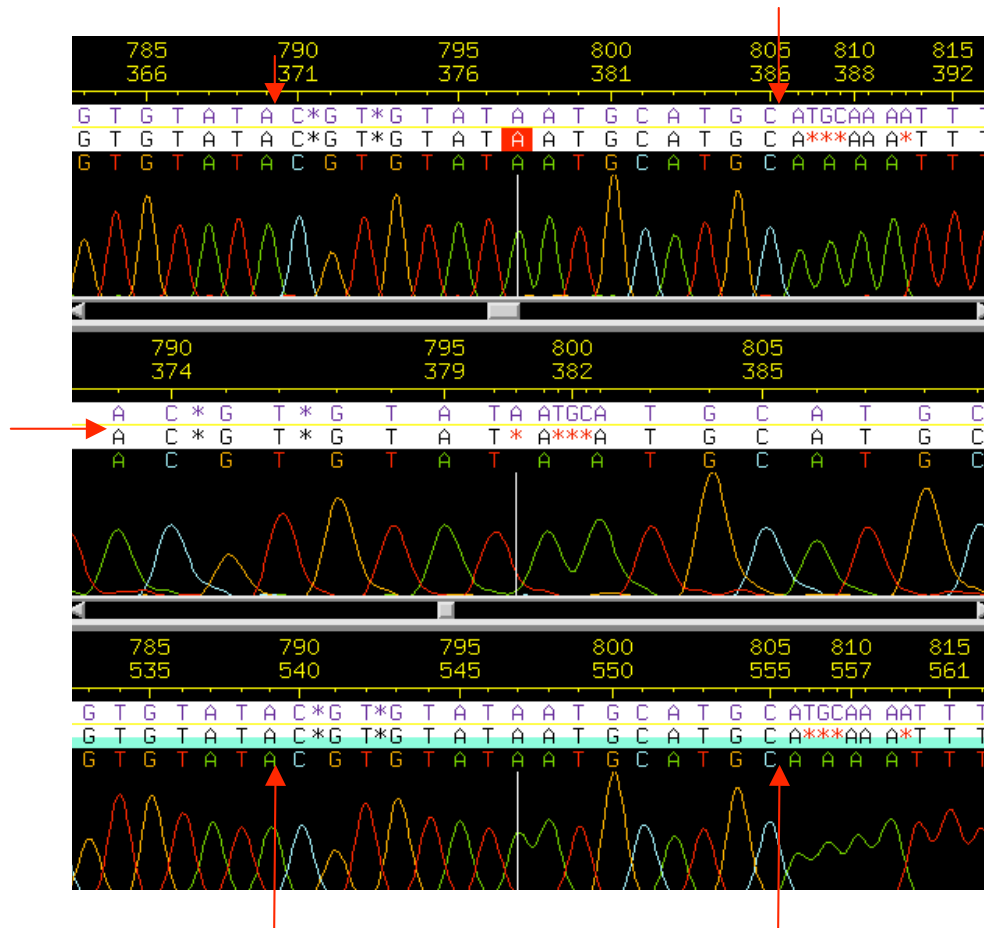 785 790 795 800 805 810 815
366 371 376 381 386 388 392
G T G T A T A C*G T*G T A T A A T G C A T G C ATGCAA AAT T T
G T G T A T A C*G T*G T A T A A T G C A T G C A***AA A*T T T
G T G T A T A C G T G T A T A A T G C A T G C A A A A T T T
790 795 800 805
374 379 382 385
A C * G T * G T A T A ATGCA T G C A T G C
A C * G T * G T A T * A***A T G C A T G C
A C G T G T A T A A T G C A T G C
785 790 795 800 805 810 815
535 540 545 550 555 557 561
G T G T A T A C*G T*G T A T A A T G C A T G C ATGCAA AAT T T
G T G T A T A C*G T*G T A T A A T G C A T G C A***AA A*T T T
G T G T A T A C G T G T A T A A T G C A T G C A A A A T T T